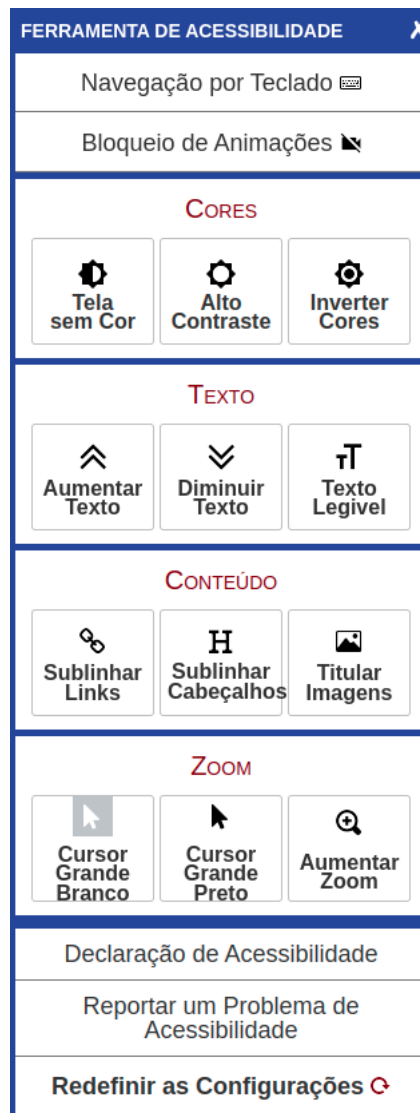 FERRAMENTA DE ACESSIBILIDADE
Navegação por Teclado
Bloqueio de Animações
CORES
Tela
sem Cor
Alto
Contraste
Inverter
Cores
TEXTO
Aumentar
Texto
Diminuir
Texto
Texto
Legivel
CONTEÚDO
Sublinhar
Links
Sublinhar
Cabeçalhos
Titular
Imagens
ZOOM
Cursor
Grande
Branco
Cursor
Grande
Preto
Aumentar
Zoom
Declaração de Acessibilidade
Reportar um Problema de
Acessibilidade
Redefinir as Configurações